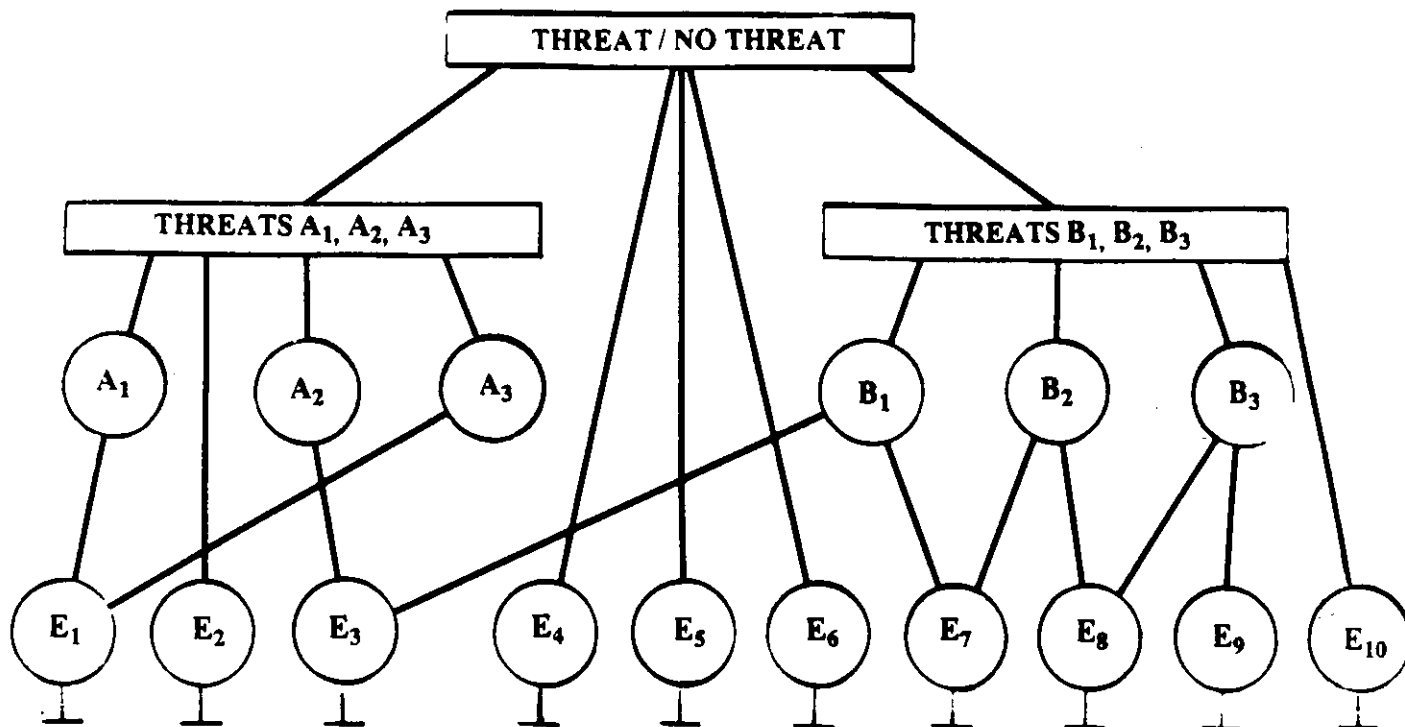 THREAT / NO THREAT
THREATS A₁, A₂, A₃
THREATS B₁, B₂, B₃
A₁
A₂
A₃
B₁
B₂
B₃
E₁
E₂
E₃
E₄
E₅
E₆
E₇
E₈
E₉
E₁₀